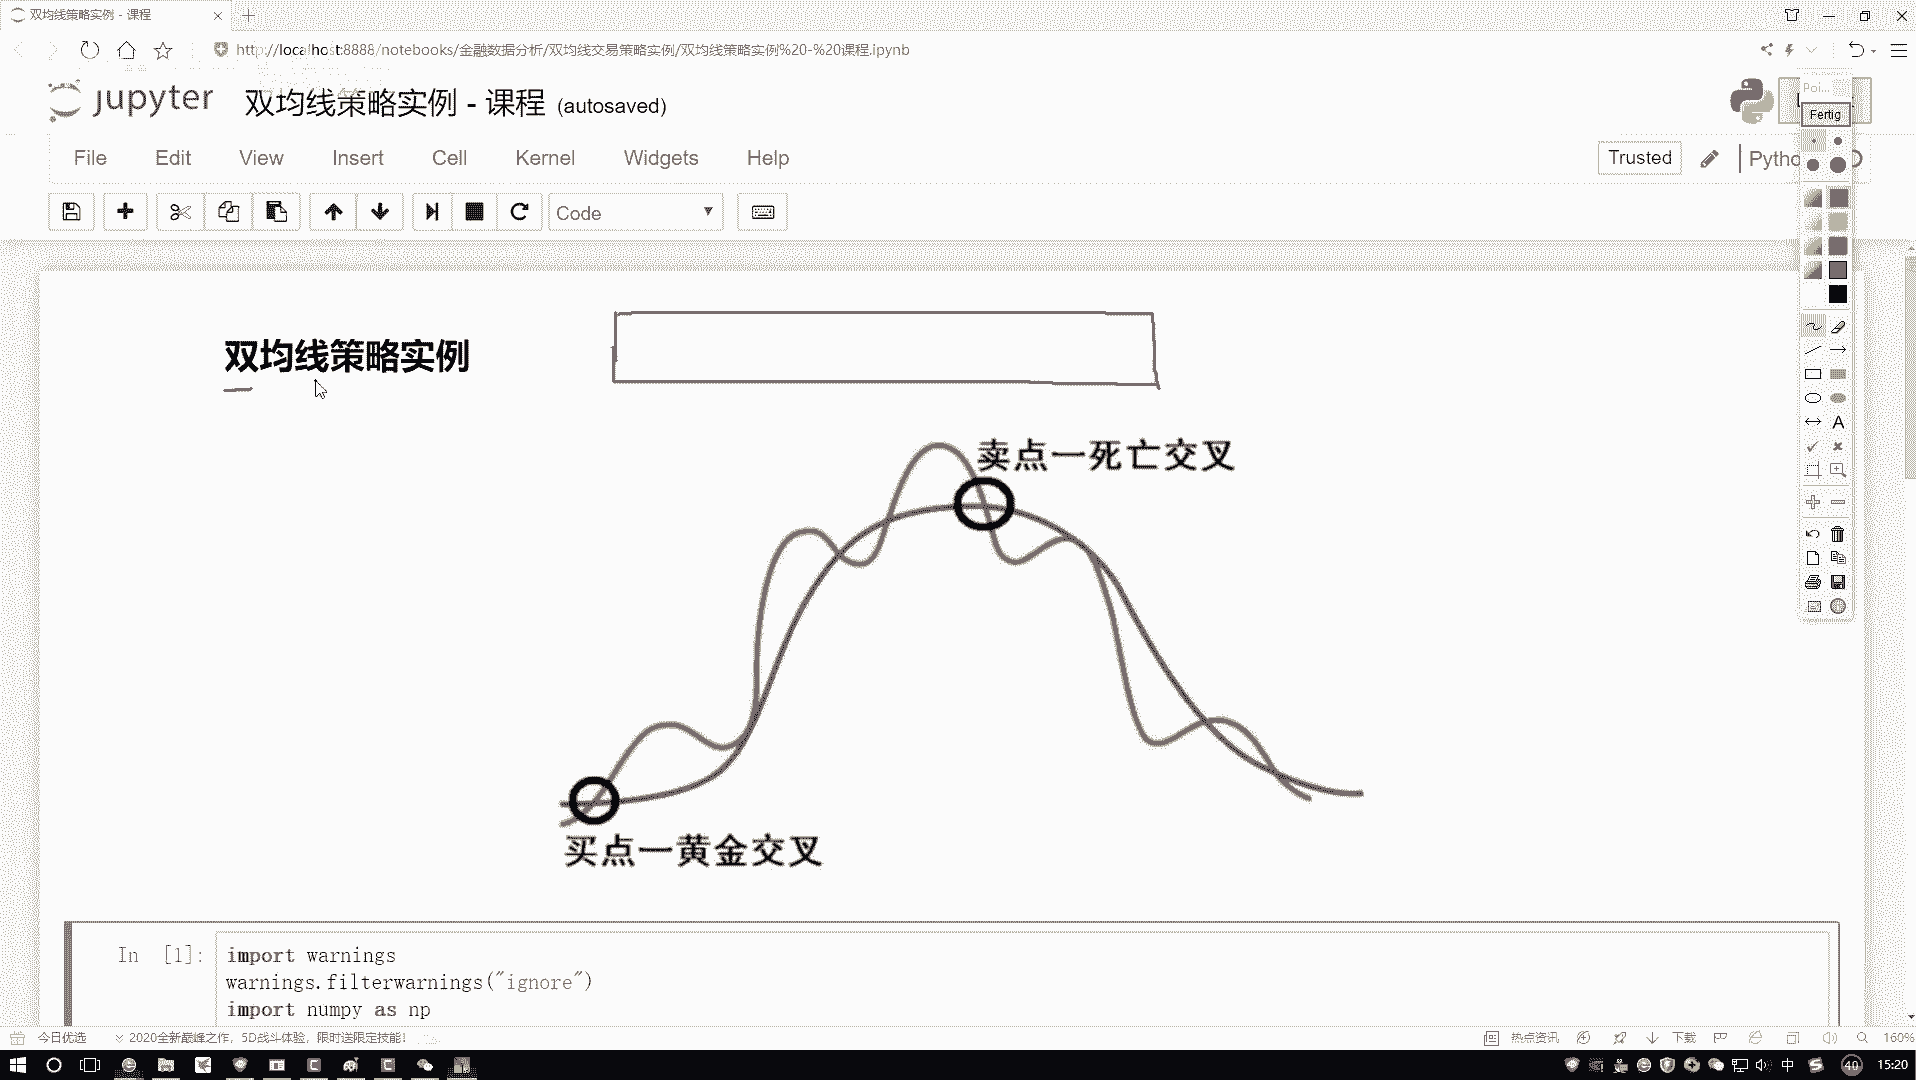 双均线策略实例 - 课程
http://localhost:8888/notebooks/金融数据分析/双均线交易策略实例/双均线策略实例%20-%20课程.ipynb
jupyter 双均线策略实例 - 课程 (autosaved)
Poi...
Fertig
File Edit View Insert Cell Kernel Widgets Help
Trusted
Pytho
Code
A
双均线策略实例
卖点一死亡交叉
买点一黄金交叉
In [1]:
import warnings
warnings.filterwarnings("ignore")
import numpy as np
今日优选 2020全新巅峰之作，5D战斗体验，限时送限定技能！
热点资讯 下载 160%
中 40 15:20